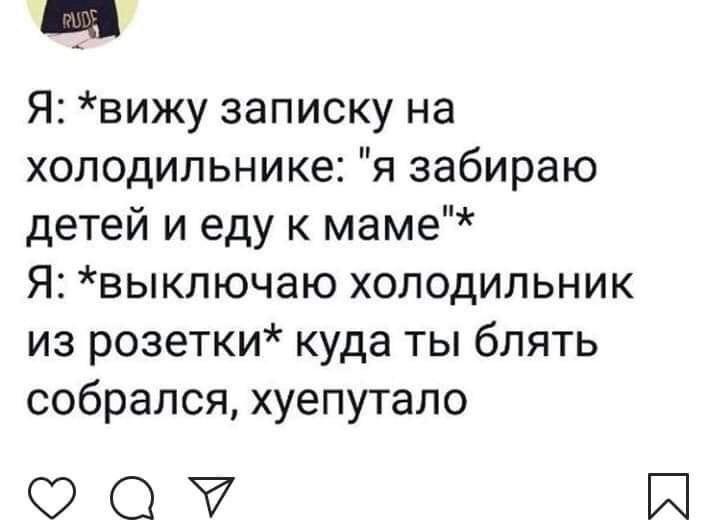 RUDE
Я: *вижу записку на
холодильнике: "я забираю
детей и еду к маме"*
Я: *выключаю холодильник
из розетки* куда ты блять
собрался, хуепутало